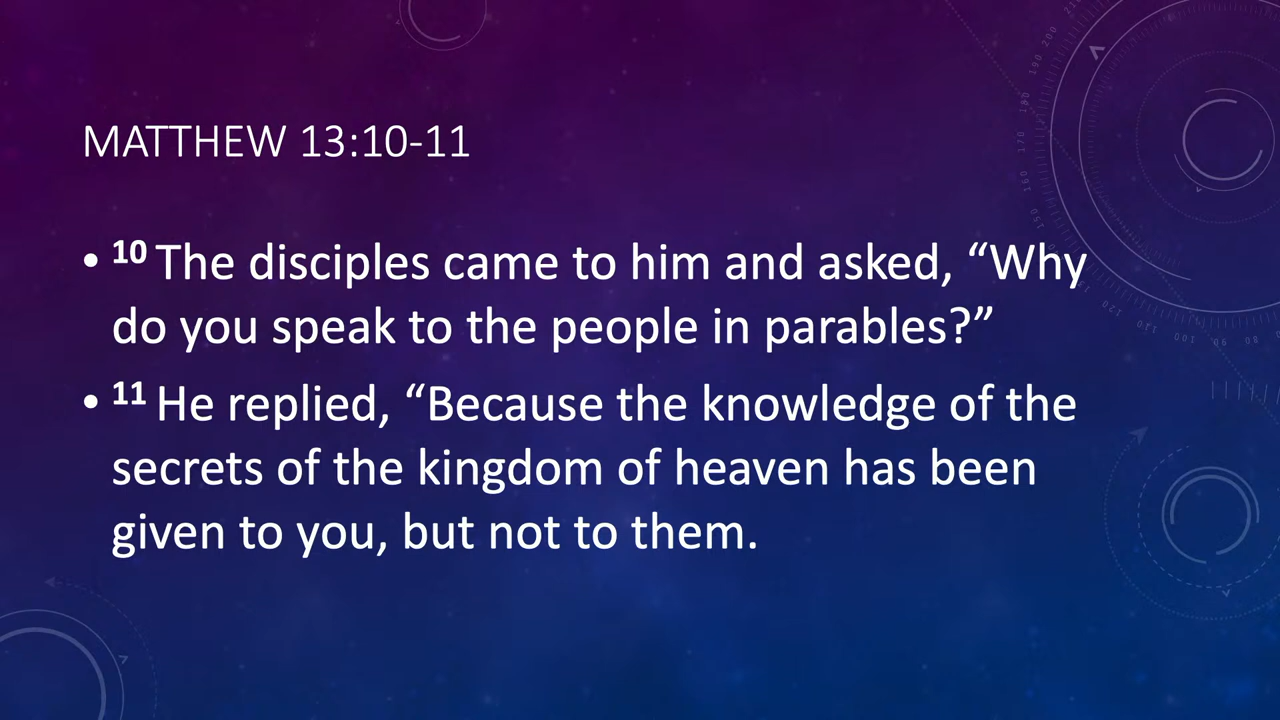 MATTHEW 13:10-11
• 10 The disciples came to him and asked, “Why
do you speak to the people in parables?”
• 11 He replied, “Because the knowledge of the
secrets of the kingdom of heaven has been
given to you, but not to them.